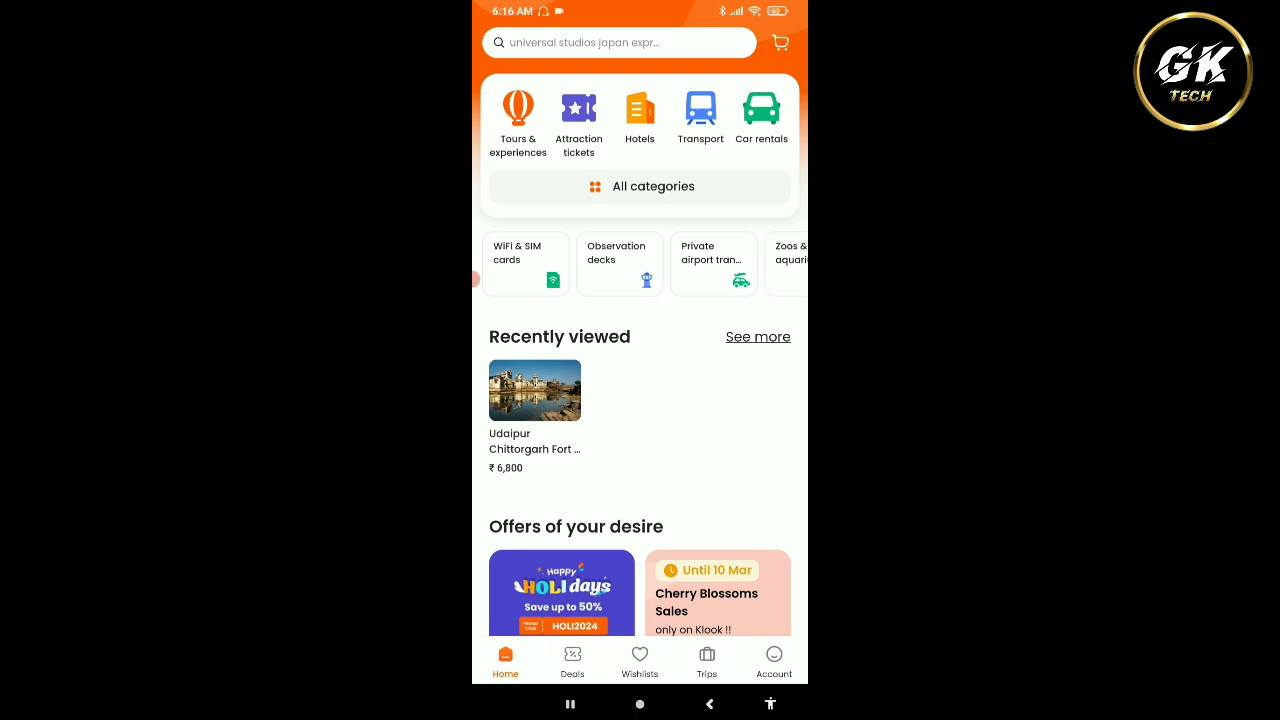 6:16 AM
60
universal studios japan expr...
GK
TECH
Tours &
experiences
Attraction
tickets
Hotels
Transport
Car rentals
All categories
WiFi & SIM
cards
Observation
decks
Private
airport tran...
Zoos &
aquari
Recently viewed
See more
Udaipur
Chittorgarh Fort ...
₹ 6,800
Offers of your desire
Happy
HOLIdays
Save up to 50%
PROMO
CODE
HOLI2024
Until 10 Mar
Cherry Blossoms
Sales
only on Klook !!
Home
Deals
Wishlists
Trips
Account